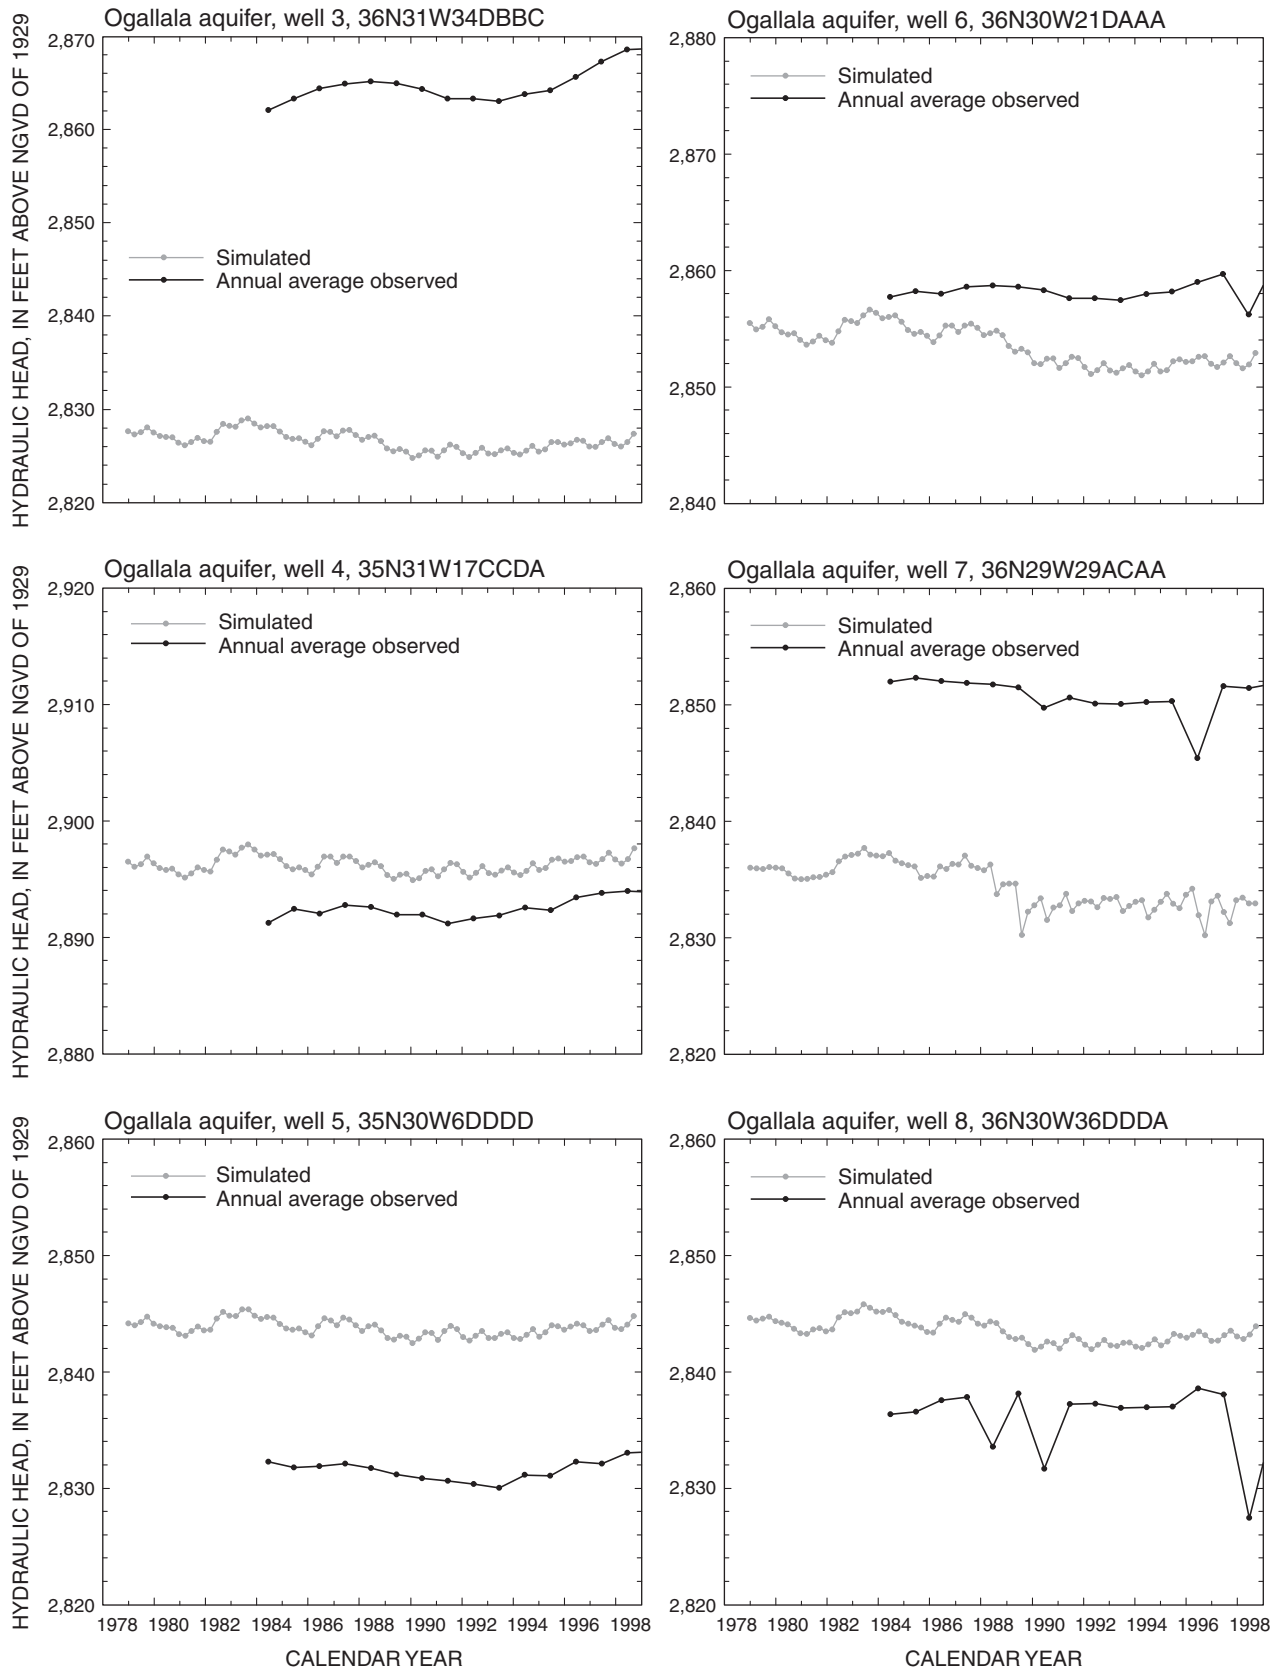 Ogallala aquifer, well 3, 36N31W34DBBC
HYDRAULIC HEAD, IN FEET ABOVE NGVD OF 1929
2,870
2,860
2,850
2,840
2,830
2,820
Simulated
Annual average observed
Ogallala aquifer, well 6, 36N30W21DAAA
2,880
2,870
2,860
2,850
2,840
Simulated
Annual average observed
Ogallala aquifer, well 4, 35N31W17CCDA
HYDRAULIC HEAD, IN FEET ABOVE NGVD OF 1929
2,920
2,910
2,900
2,890
2,880
Simulated
Annual average observed
Ogallala aquifer, well 7, 36N29W29ACAA
2,860
2,850
2,840
2,830
2,820
Simulated
Annual average observed
Ogallala aquifer, well 5, 35N30W6DDDD
HYDRAULIC HEAD, IN FEET ABOVE NGVD OF 1929
2,860
2,850
2,840
2,830
2,820
Simulated
Annual average observed
1978 1980 1982 1984 1986 1988 1990 1992 1994 1996 1998
CALENDAR YEAR
Ogallala aquifer, well 8, 36N30W36DDDA
2,860
2,850
2,840
2,830
2,820
Simulated
Annual average observed
1978 1980 1982 1984 1986 1988 1990 1992 1994 1996 1998
CALENDAR YEAR